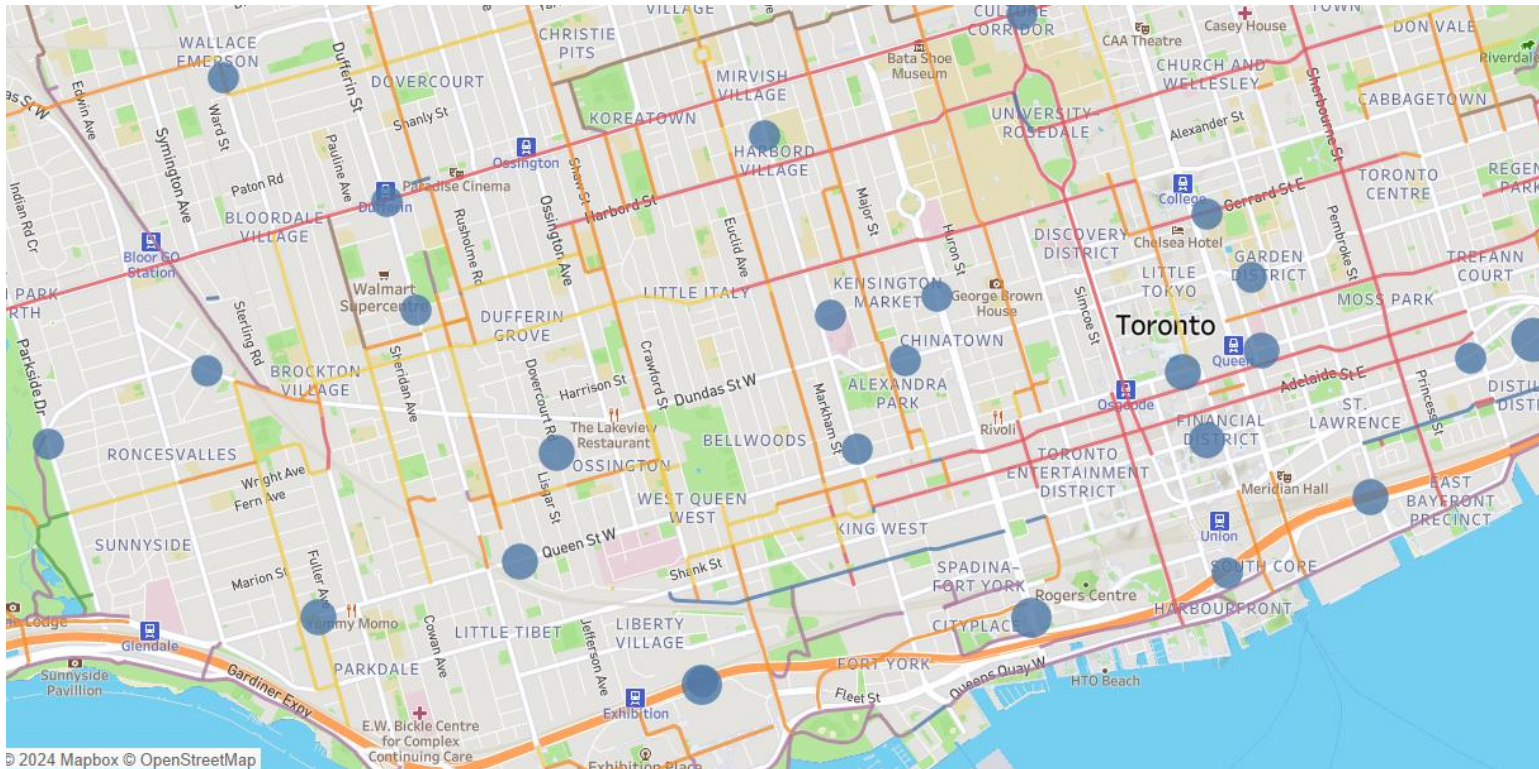 VILLAGE
CULTURE
CORRIDOR
CAA Theatre
Casey House
TOWN
DON VALE
WALLACE
EMERSON
Dufferin St
DOVERCOURT
CHRISTIE
PITS
Bata Shoe
Museum
CHURCH AND
WELLESLEY
Riverdale
Edwin Ave
MIRVISH
VILLAGE
Sherbourne St
CABBAGETOWN
as St W
Ward St
Shanly St
KOREATOWN
UNIVERSITY-
ROSEDALE
Alexander St
Symington Ave
Pauline Ave
Ossington
HARBORD
VILLAGE
Paton Rd
Paradise Cinema
Shaw St
Major St
College
Gerrard St E
TORONTO
CENTRE
REGEN
PARK
Indian Rd Cr
BLOORDALE
VILLAGE
Dufferin
Rusholme Rd
Ossington Ave
Harbord St
Euclid Ave
Huron St
DISCOVERY
DISTRICT
Chelsea Hotel
Pembroke St
Bloor GO
Station
Walmart
Supercentre
LITTLE ITALY
KENSINGTON
MARKET
George Brown
House
LITTLE
TOKYO
GARDEN
DISTRICT
TREFANN
COURT
MOSS PARK
H PARK
RTH
Sterling Rd
DUFFERIN
GROVE
Simcoe St
Toronto
CHINATOWN
Queen
Parkside Dr
BROCKTON
VILLAGE
Sheridan Ave
Dovercourt Rd
Harrison St
Crawford St
Dundas St W
Markham St
ALEXANDRA
PARK
Osgoode
Adelaide St E
Princess St
DISTIL
DISTI
RONCESVALLES
The Lakeview
Restaurant
OSSINGTON
BELLWOODS
Rivoli
FINANCIAL
DISTRICT
ST.
LAWRENCE
Wright Ave
Fern Ave
Lisgar St
WEST QUEEN
WEST
TORONTO
ENTERTAINMENT
DISTRICT
Meridian Hall
EAST
BAYFRONT
PRECINCT
SUNNYSIDE
Queen St W
KING WEST
Union
Marion St
Fuller Ave
Shank St
SPADINA-
FORT YORK
SOUTH CORE
Rogers Centre
HARBOURFRONT
Lodge
Glendale
Yummy Momo
Cowan Ave
LITTLE TIBET
Jefferson Ave
LIBERTY
VILLAGE
CITYPLACE
Sunnyside
Pavillion
PARKDALE
FORT YORK
Queens Quay W
HTO Beach
Gardiner Expy
Exhibition
Fleet St
E.W. Bickle Centre
for Complex
Continuing Care
Exhibition Place
© 2024 Mapbox © OpenStreetMap